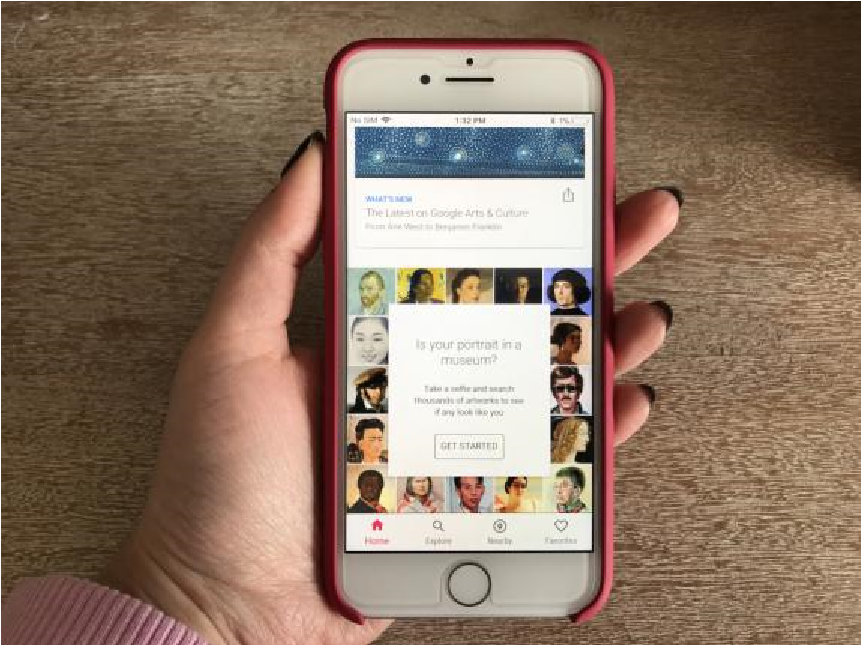 No SIM
1:32 PM
WHAT'S NEW
The Latest on Google Arts & Culture
From Ane West to Benjamin Franklin
Is your portrait in a
museum?
Take a selfie and search
thousands of artworks to see
if any look like you
GET STARTED
Home
Explore
Nearby
Favorites